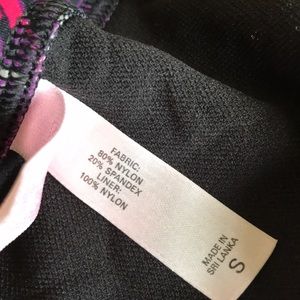 FABRIC:
80% NYLON
20% SPANDEX
LINER:
100% NYLON
MADE IN
SRI LANKA
S